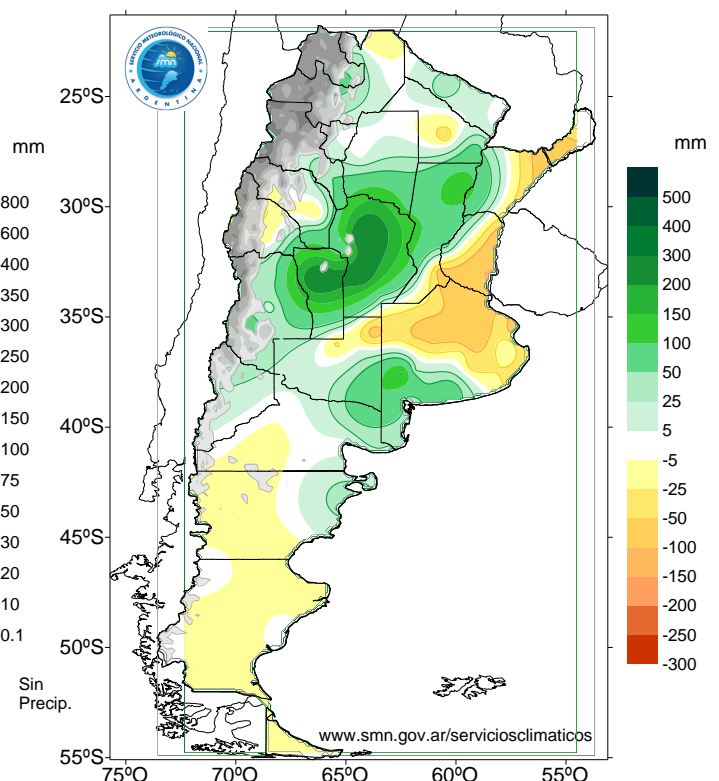 SERVICIO METEOROLÓGICO NACIONAL
smn
ARGENTINA
mm
800
600
400
350
300
250
200
150
100
75
50
30
20
10
0.1
Sin
Precip.
25ºS
30ºS
35ºS
40ºS
45ºS
50ºS
55ºS
75ºO
70ºO
65ºO
60ºO
55ºO
www.smn.gov.ar/serviciosclimaticos
mm
500
400
300
200
150
100
50
25
5
-5
-25
-50
-100
-150
-200
-250
-300